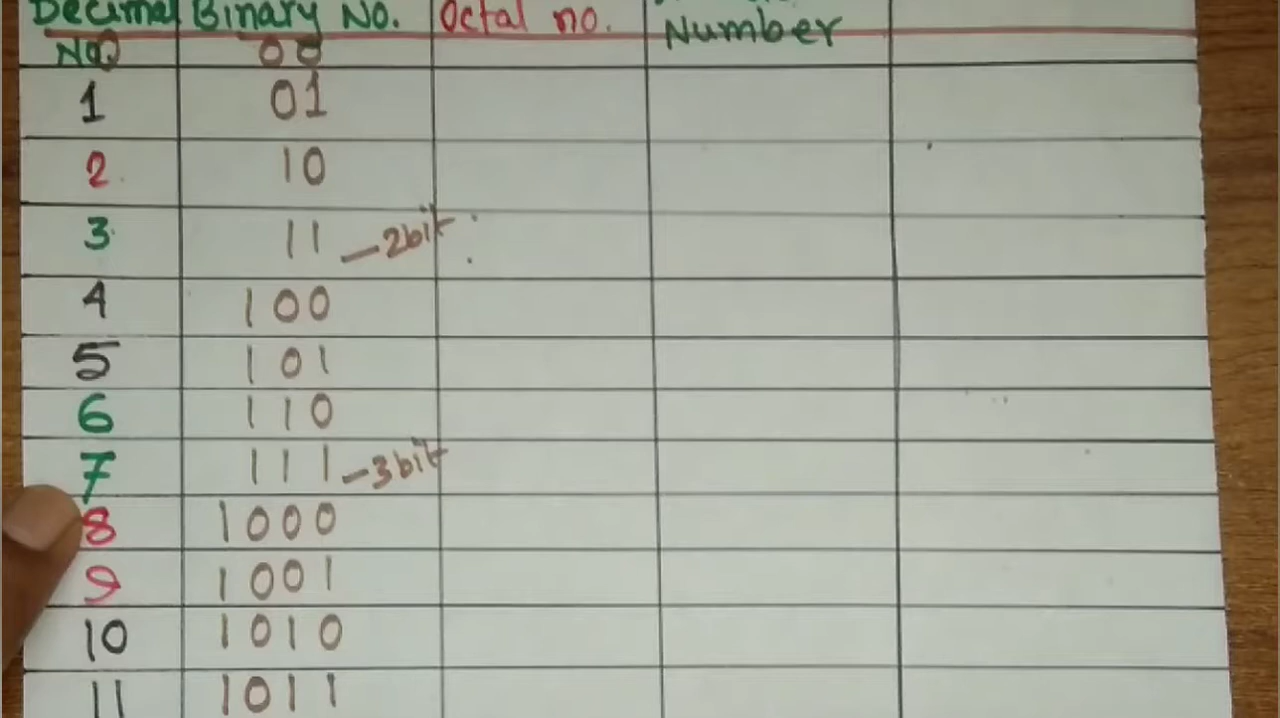 Decimal Binary No. Octal no.
No. Number
0 00
1 01
2 10
3 11 - 2bit
4 100
5 101
6 110
7 111 - 3bit
8 1000
9 1001
10 1010
11 1011